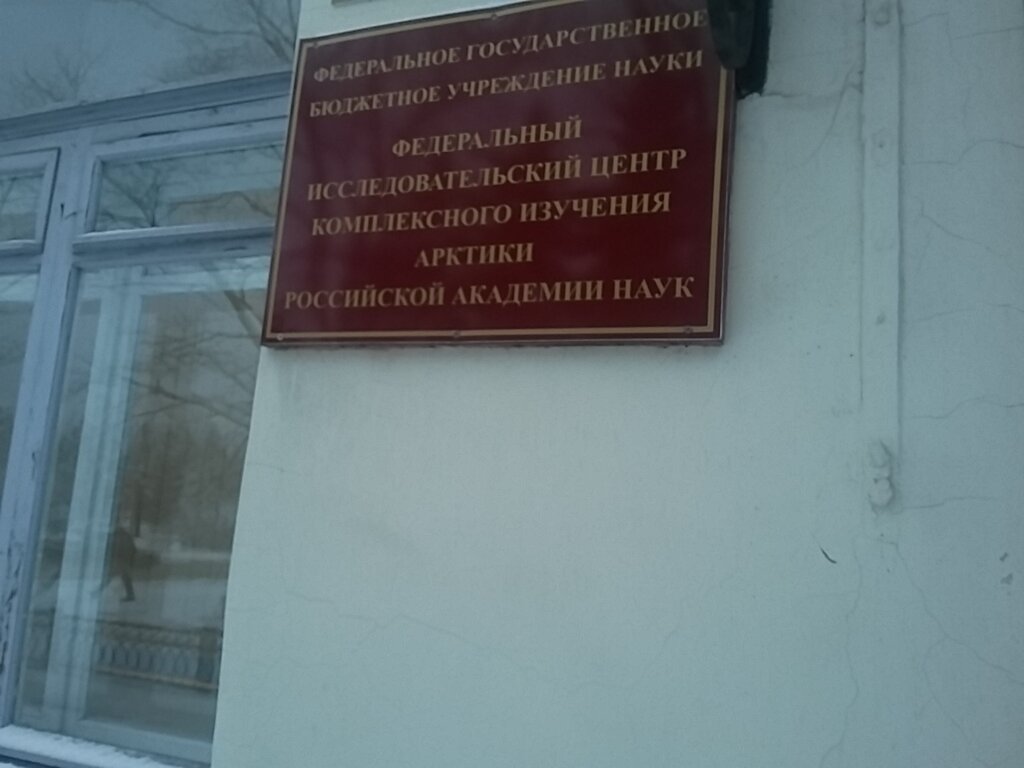 ФЕДЕРАЛЬНОЕ ГОСУДАРСТВЕННОЕ
БЮДЖЕТНОЕ УЧРЕЖДЕНИЕ НАУКИ
ФЕДЕРАЛЬНЫЙ
ИССЛЕДОВАТЕЛЬСКИЙ ЦЕНТР
КОМПЛЕКСНОГО ИЗУЧЕНИЯ
АРКТИКИ
РОССИЙСКОЙ АКАДЕМИИ НАУК